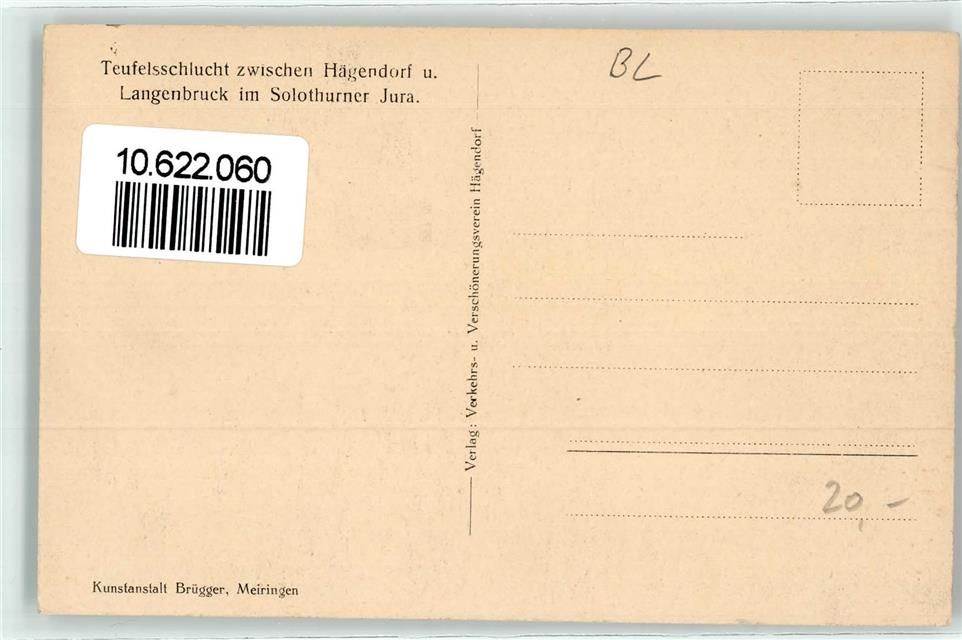 Teufelsschlucht zwischen Hägendorf u.
Langenbruck im Solothurner Jura.
10.622.060
BL
Verlag: Verkehrs- u. Verschönerungsverein Hägendorf
20,-
Kunstanstalt Brügger, Meiringen